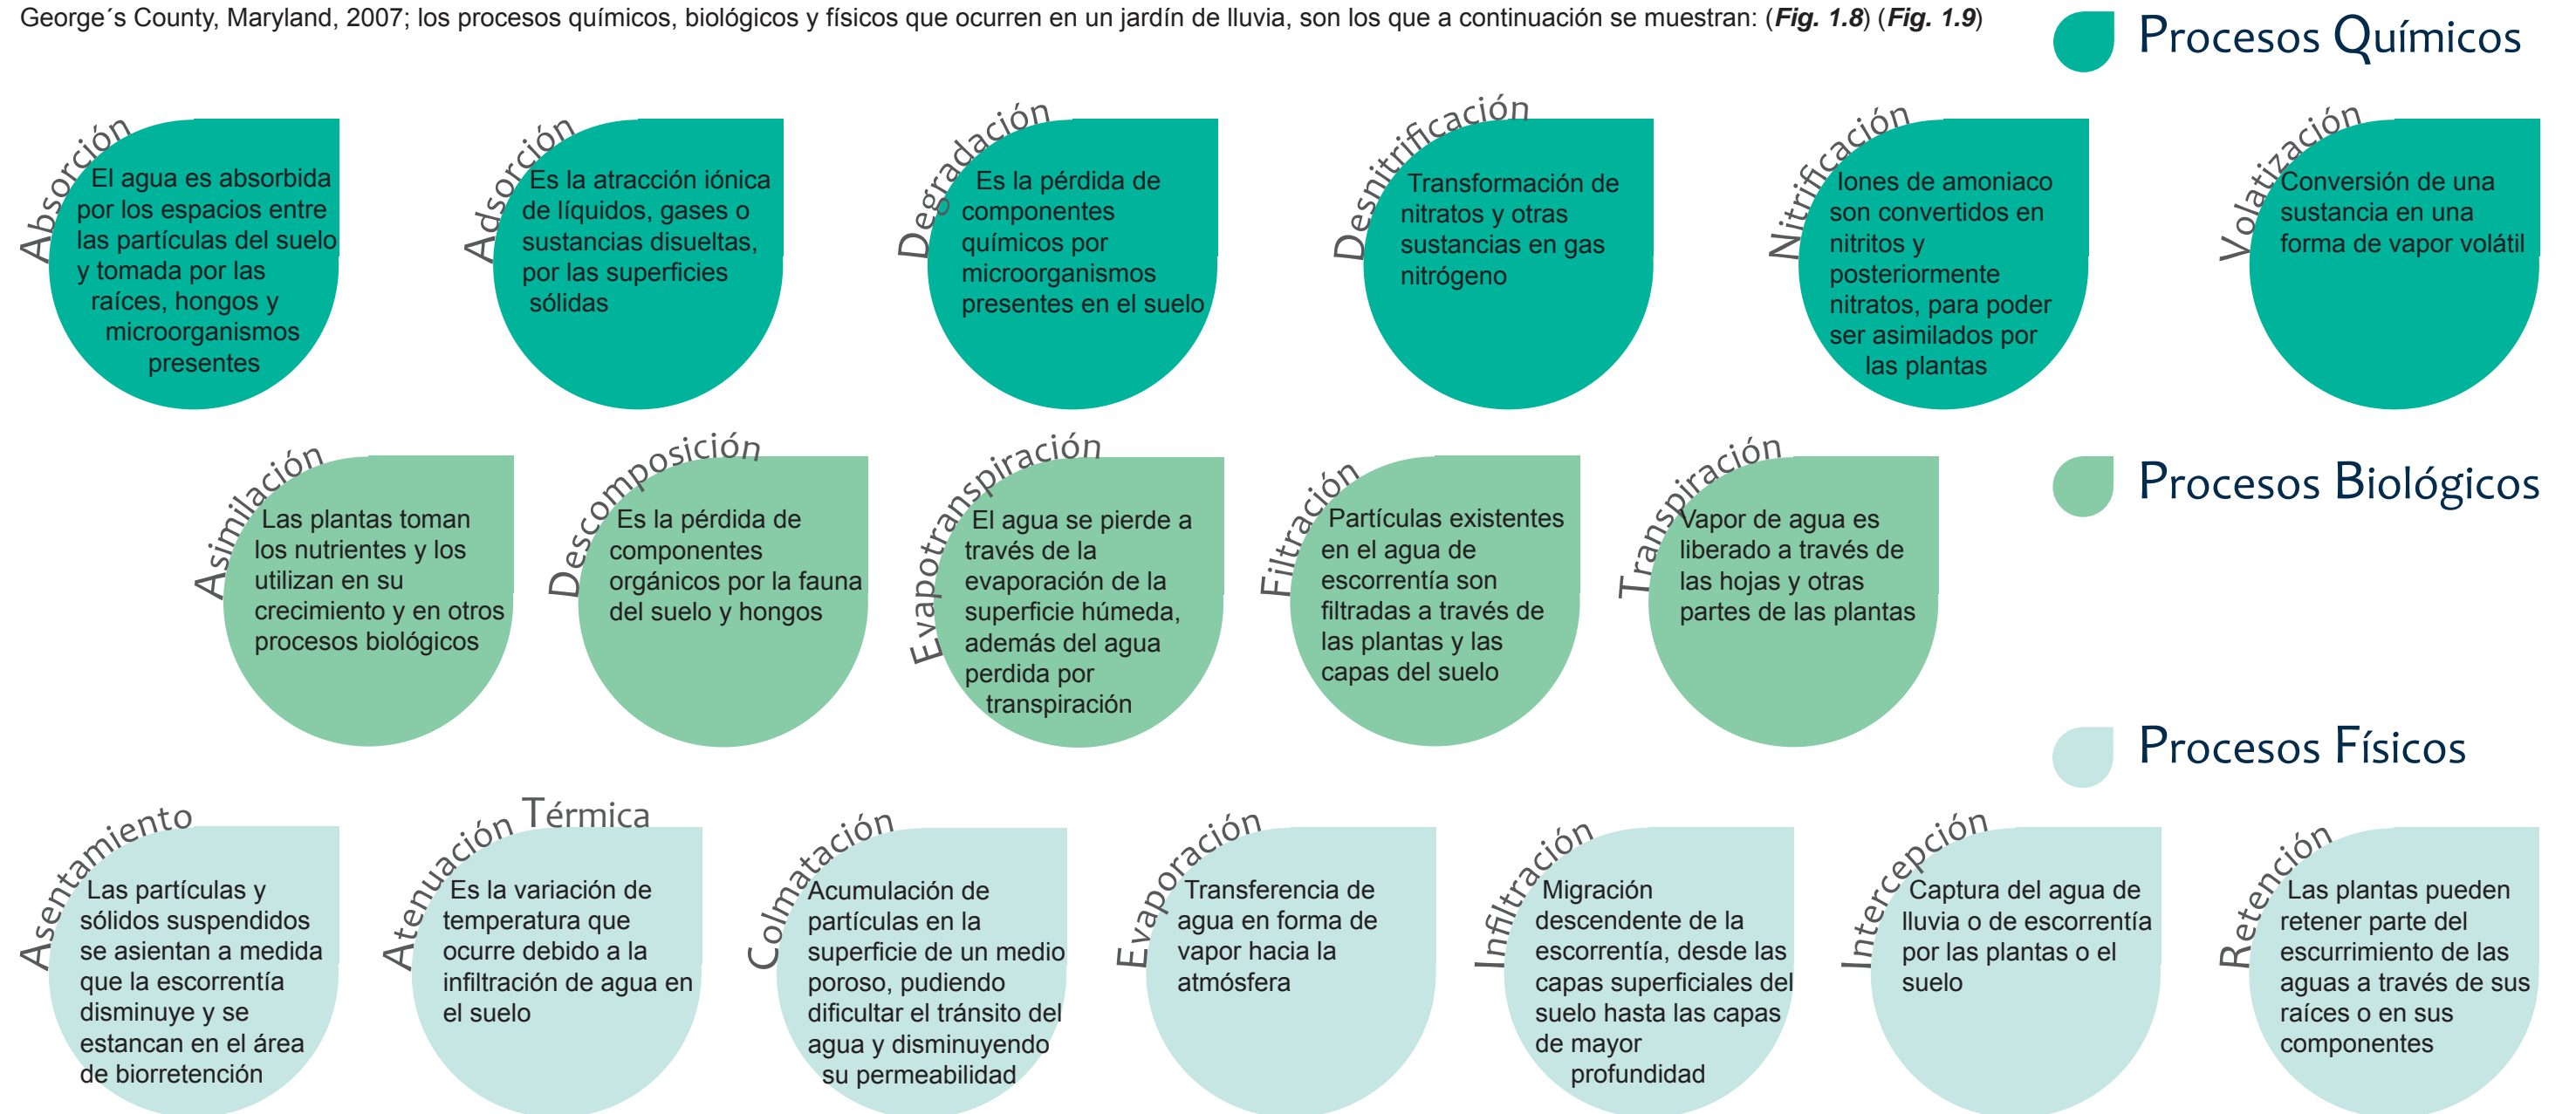 George´s County, Maryland, 2007; los procesos químicos, biológicos y físicos que ocurren en un jardín de lluvia, son los que a continuación se muestran: (Fig. 1.8) (Fig. 1.9)
Procesos Químicos
Absorción
El agua es absorbida
por los espacios entre
las partículas del suelo
y tomada por las
raíces, hongos y
microorganismos
presentes
Adsorción
Es la atracción iónica
de líquidos, gases o
sustancias disueltas,
por las superficies
sólidas
Degradación
Es la pérdida de
componentes
químicos por
microorganismos
presentes en el suelo
Desnitrificación
Transformación de
nitratos y otras
sustancias en gas
nitrógeno
Nitrificación
Iones de amoniaco
son convertidos en
nitritos y
posteriormente
nitratos, para poder
ser asimilados por
las plantas
Volatización
Conversión de una
sustancia en una
forma de vapor volátil
Procesos Biológicos
Asimilación
Las plantas toman
los nutrientes y los
utilizan en su
crecimiento y en otros
procesos biológicos
Descomposición
Es la pérdida de
componentes
orgánicos por la fauna
del suelo y hongos
Evapotranspiración
El agua se pierde a
través de la
evaporación de la
superficie húmeda,
además del agua
perdida por
transpiración
Filtración
Partículas existentes
en el agua de
escorrentía son
filtradas a través de
las plantas y las
capas del suelo
Transpiración
Vapor de agua es
liberado a través de
las hojas y otras
partes de las plantas
Procesos Físicos
Asentamiento
Las partículas y
sólidos suspendidos
se asientan a medida
que la escorrentía
disminuye y se
estancan en el área
de biorretención
Atenuación Térmica
Es la variación de
temperatura que
ocurre debido a la
infiltración de agua en
el suelo
Colmatación
Acumulación de
partículas en la
superficie de un medio
poroso, pudiendo
dificultar el tránsito del
agua y disminuyendo
su permeabilidad
Evaporación
Transferencia de
agua en forma de
vapor hacia la
atmósfera
Infiltración
Migración
descendente de la
escorrentía, desde las
capas superficiales del
suelo hasta las capas
de mayor
profundidad
Intercepción
Captura del agua de
lluvia o de escorrentía
por las plantas o el
suelo
Retención
Las plantas pueden
retener parte del
escurrimiento de las
aguas a través de sus
raíces o en sus
componentes